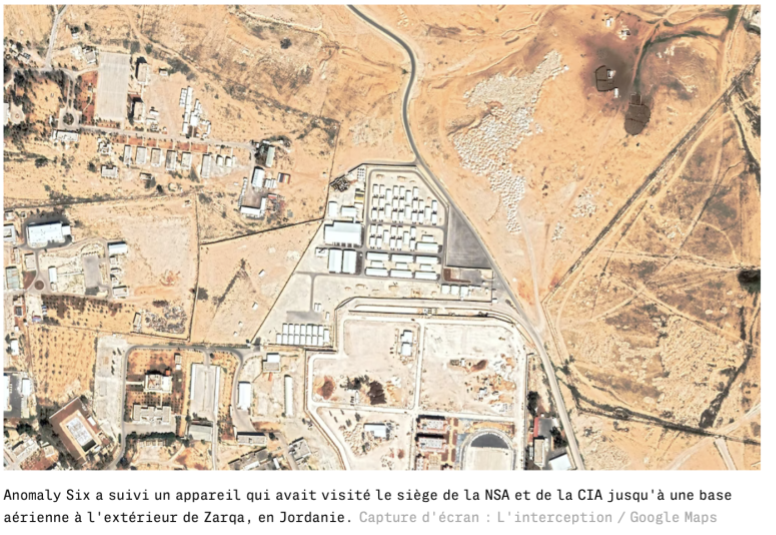 Anomaly Six a suivi un appareil qui avait visité le siège de la NSA et de la CIA jusqu'à une base
aérienne à l'extérieur de Zarqa, en Jordanie. Capture d'écran : L'interception / Google Maps